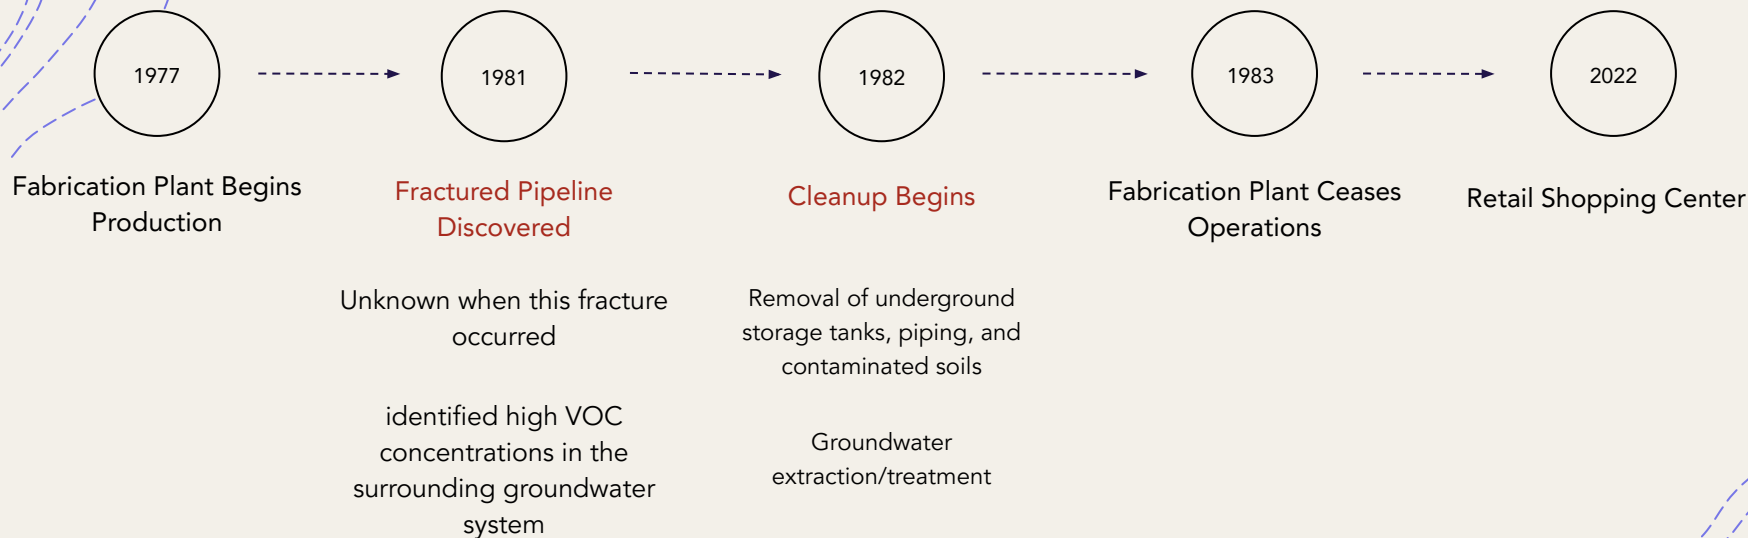 1977
Fabrication Plant Begins
Production
1981
Fractured Pipeline
Discovered
Unknown when this fracture
occurred
identified high VOC
concentrations in the
surrounding groundwater
system
1982
Cleanup Begins
Removal of underground
storage tanks, piping, and
contaminated soils
Groundwater
extraction/treatment
1983
Fabrication Plant Ceases
Operations
2022
Retail Shopping Center